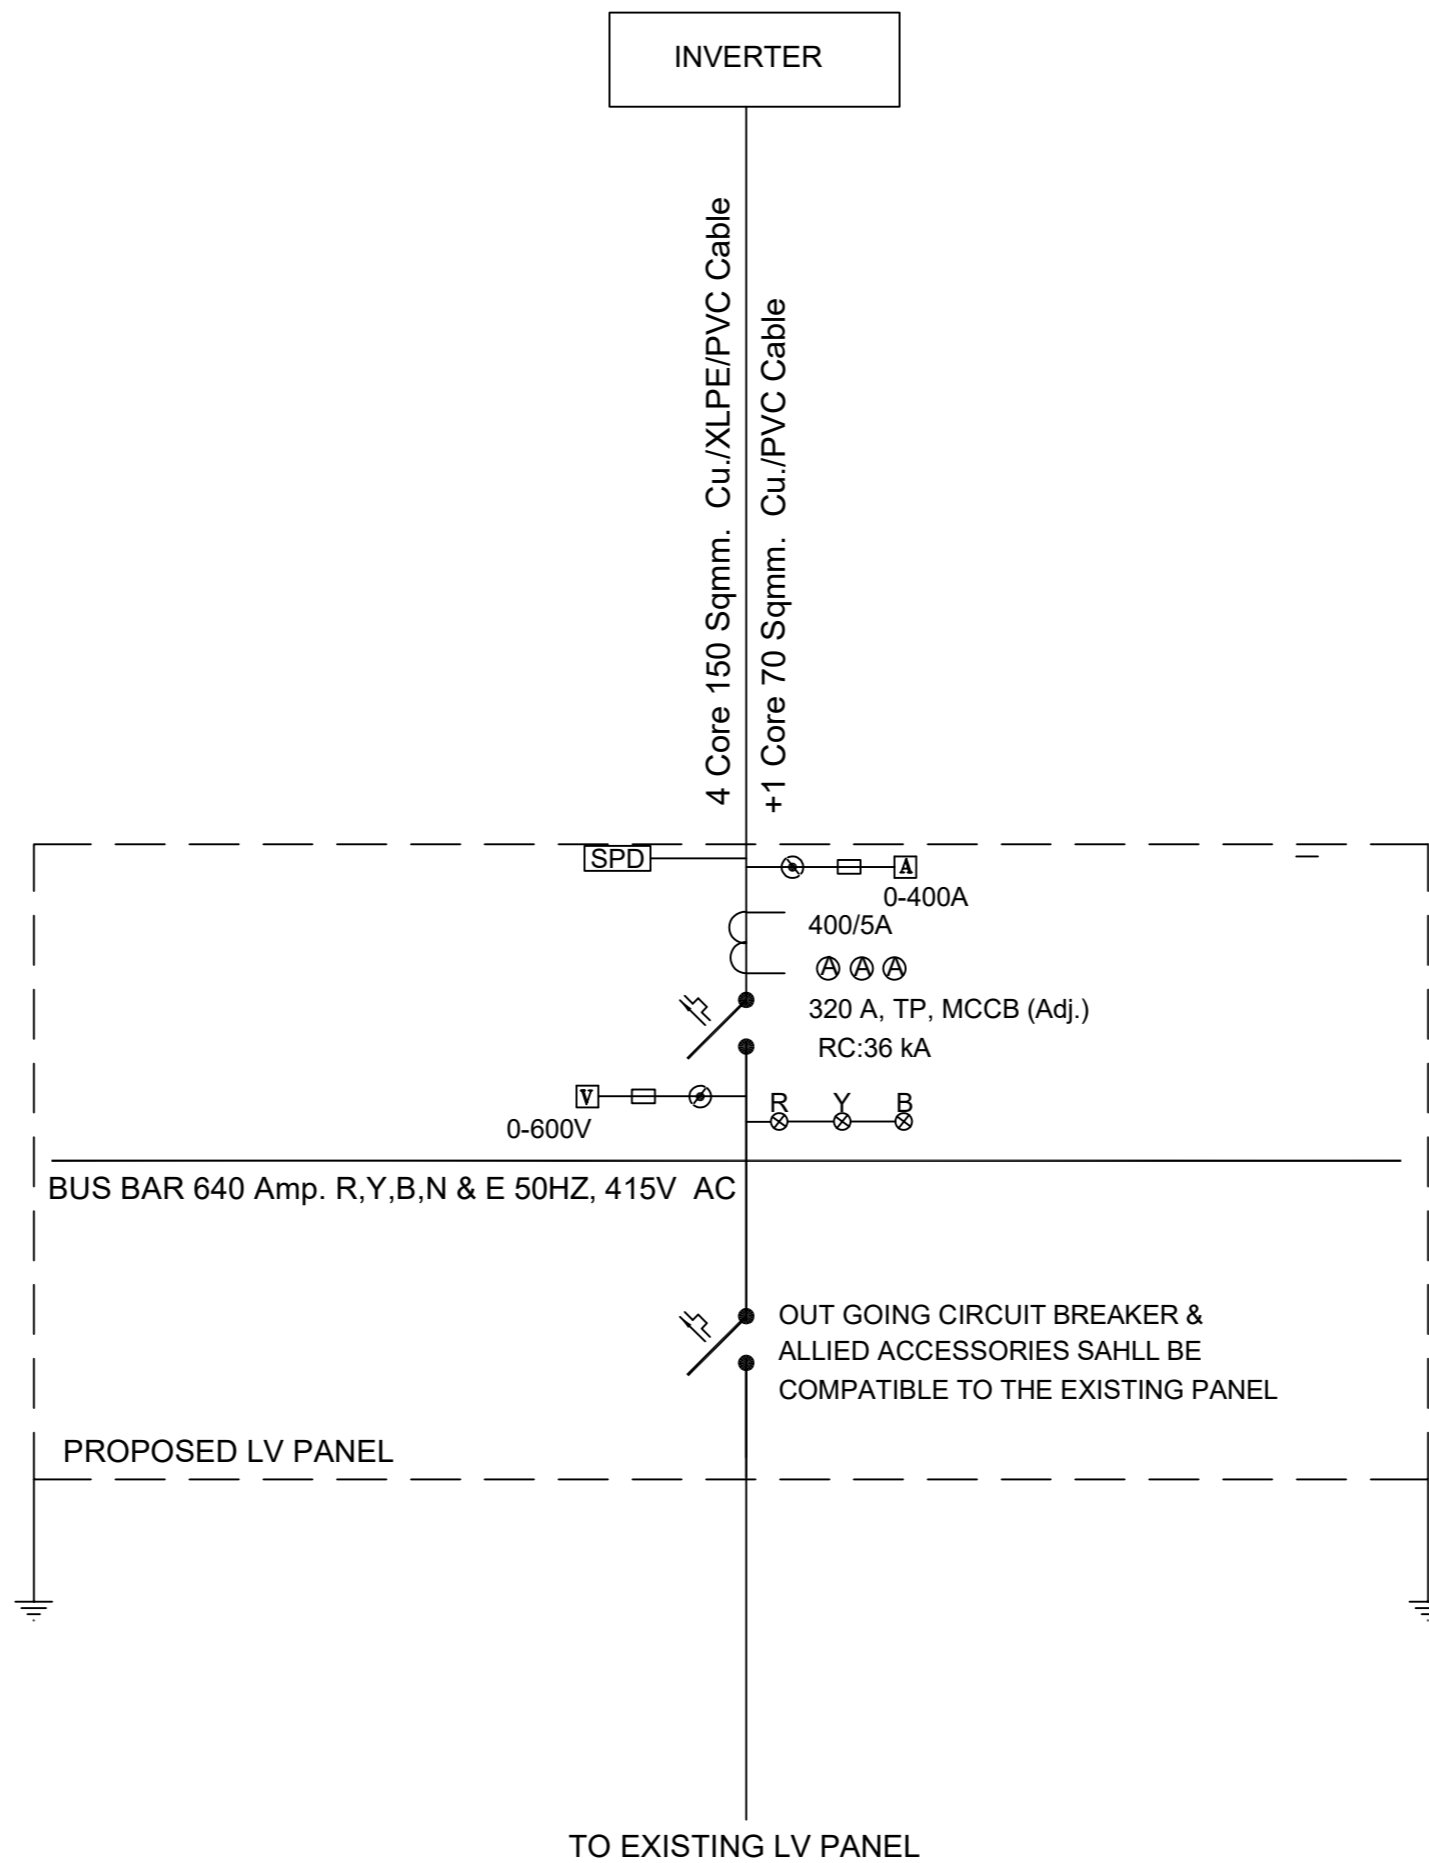 INVERTER
4 Core 150 Sqmm.  Cu./XLPE/PVC Cable
+1 Core 70 Sqmm.  Cu./PVC Cable
SPD
A
0-400A
400/5A
A A A
320 A, TP, MCCB (Adj.)
RC:36 kA
V
0-600V
R Y B
BUS BAR 640 Amp. R,Y,B,N & E 50HZ, 415V  AC
OUT GOING CIRCUIT BREAKER &
ALLIED ACCESSORIES SAHLL BE
COMPATIBLE TO THE EXISTING PANEL
PROPOSED LV PANEL
TO EXISTING LV PANEL